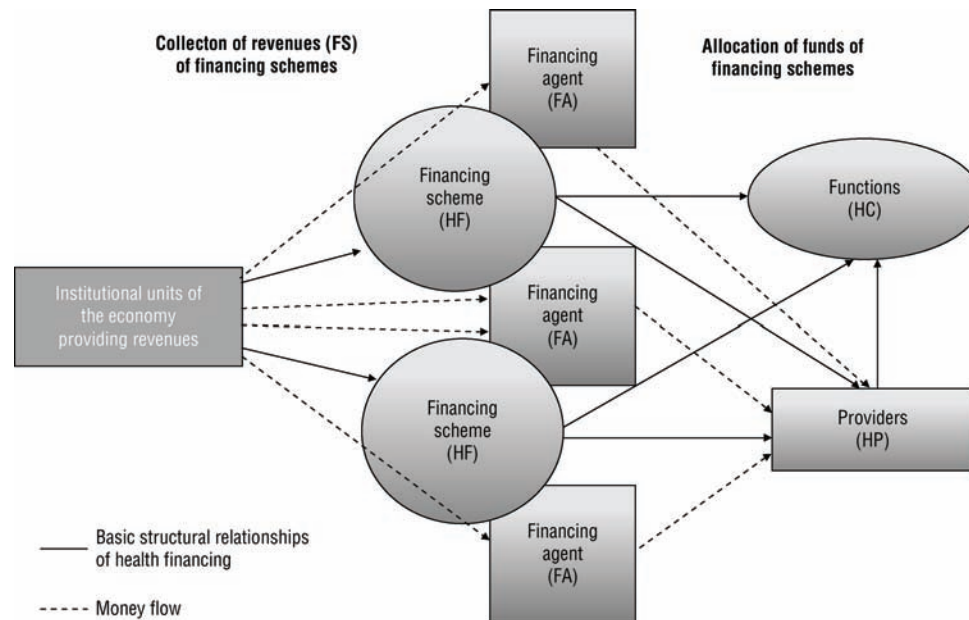 Collecton of revenues (FS)
of financing schemes
Allocation of funds of
financing schemes
Financing
agent
(FA)
Financing
scheme
(HF)
Functions
(HC)
Institutional units of
the economy
providing revenues
Financing
agent
(FA)
Financing
scheme
(HF)
Providers
(HP)
Financing
agent
(FA)
Basic structural relationships
of health financing
Money flow